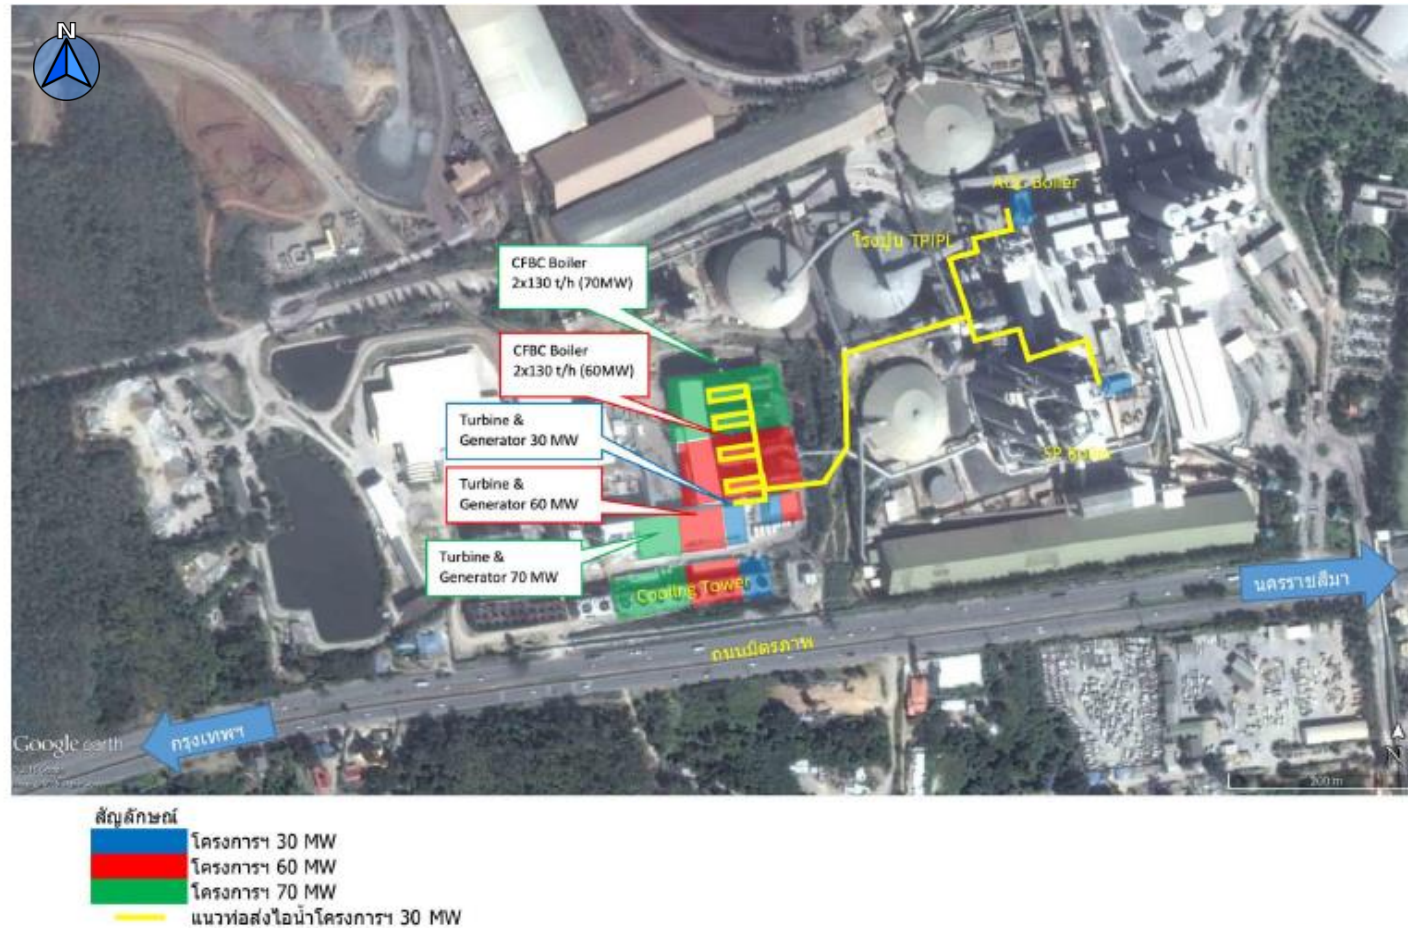 N
AQC Boiler
โรงปูน TPIPL
CFBC Boiler
2x130 t/h (70MW)
CFBC Boiler
2x130 t/h (60MW)
Turbine &
Generator 30 MW
SP Boiler
Turbine &
Generator 60 MW
Turbine &
Generator 70 MW
Cooling Tower
นครราชสีมา
ถนนมิตรภาพ
กรุงเทพฯ
Google earth
N
200 m
สัญลักษณ์
โครงการฯ 30 MW
โครงการฯ 60 MW
โครงการฯ 70 MW
แนวท่อส่งไอน้ำโครงการฯ 30 MW